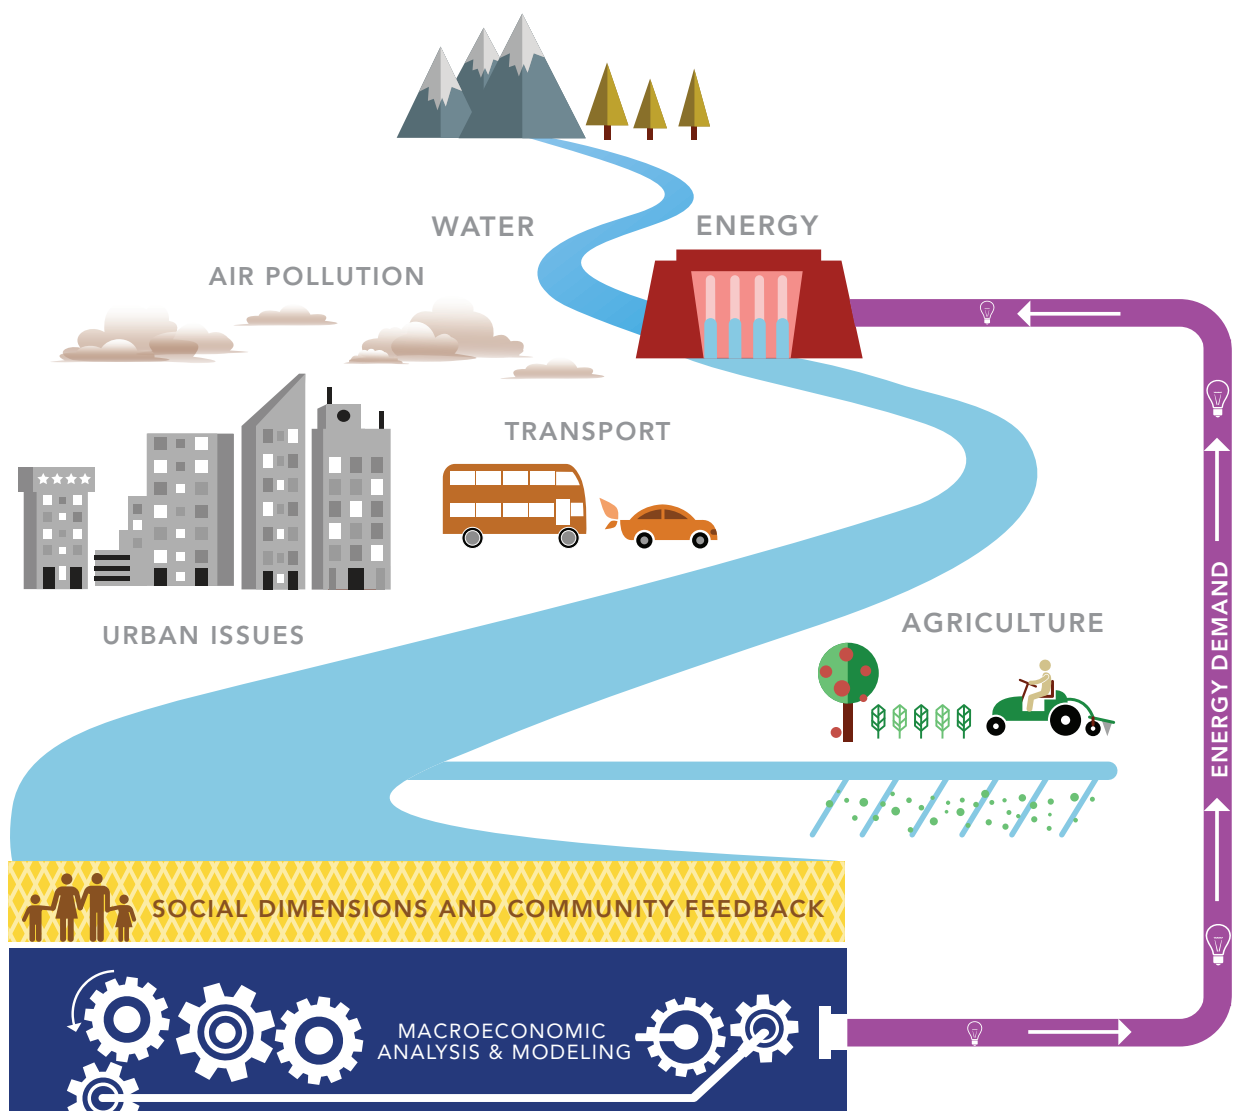 WATER
ENERGY
AIR POLLUTION
TRANSPORT
URBAN ISSUES
AGRICULTURE
ENERGY DEMAND
SOCIAL DIMENSIONS AND COMMUNITY FEEDBACK
MACROECONOMIC
ANALYSIS & MODELING